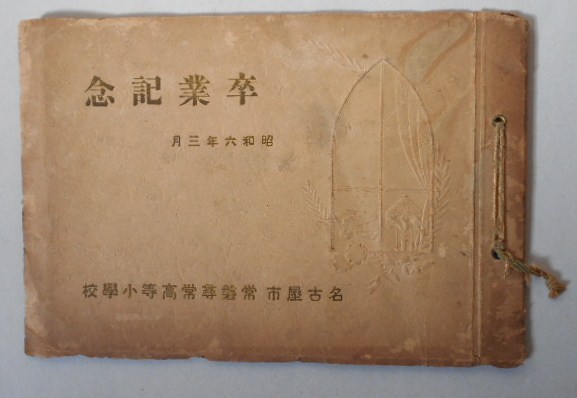 卒業記念
昭和六年三月
名古屋市 常磐尋常高等小學校